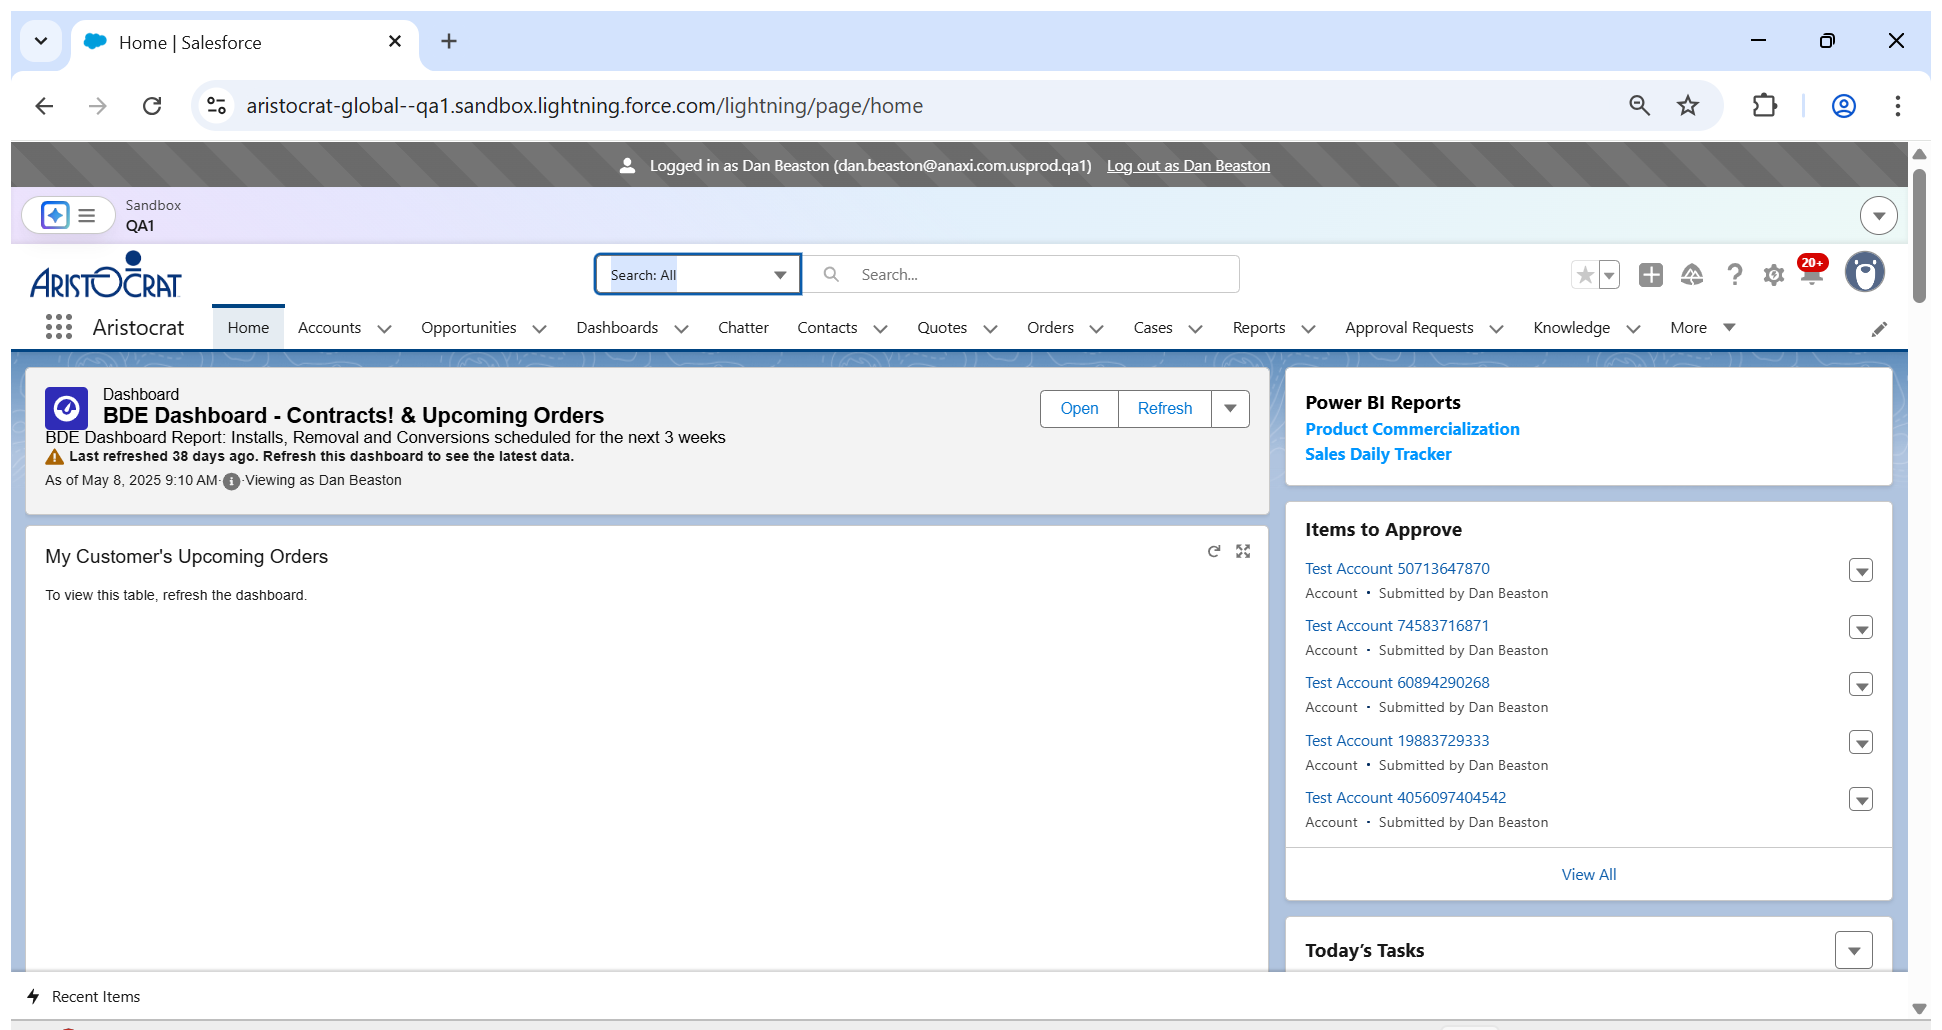 Home | Salesforce
aristocrat-global--qa1.sandbox.lightning.force.com/lightning/page/home
Logged in as Dan Beaston (dan.beaston@anaxi.com.usprod.qa1) Log out as Dan Beaston
Sandbox
QA1
ARISTOCRAT
Search: All
Search...
20+
Aristocrat
Home
Accounts
Opportunities
Dashboards
Chatter
Contacts
Quotes
Orders
Cases
Reports
Approval Requests
Knowledge
More
Dashboard
BDE Dashboard - Contracts! & Upcoming Orders
BDE Dashboard Report: Installs, Removal and Conversions scheduled for the next 3 weeks
Last refreshed 38 days ago. Refresh this dashboard to see the latest data.
As of May 8, 2025 9:10 AM·Viewing as Dan Beaston
Open
Refresh
My Customer's Upcoming Orders
To view this table, refresh the dashboard.
Power BI Reports
Product Commercialization
Sales Daily Tracker
Items to Approve
Test Account 50713647870
Account • Submitted by Dan Beaston
Test Account 74583716871
Account • Submitted by Dan Beaston
Test Account 60894290268
Account • Submitted by Dan Beaston
Test Account 19883729333
Account • Submitted by Dan Beaston
Test Account 4056097404542
Account • Submitted by Dan Beaston
View All
Today’s Tasks
Recent Items